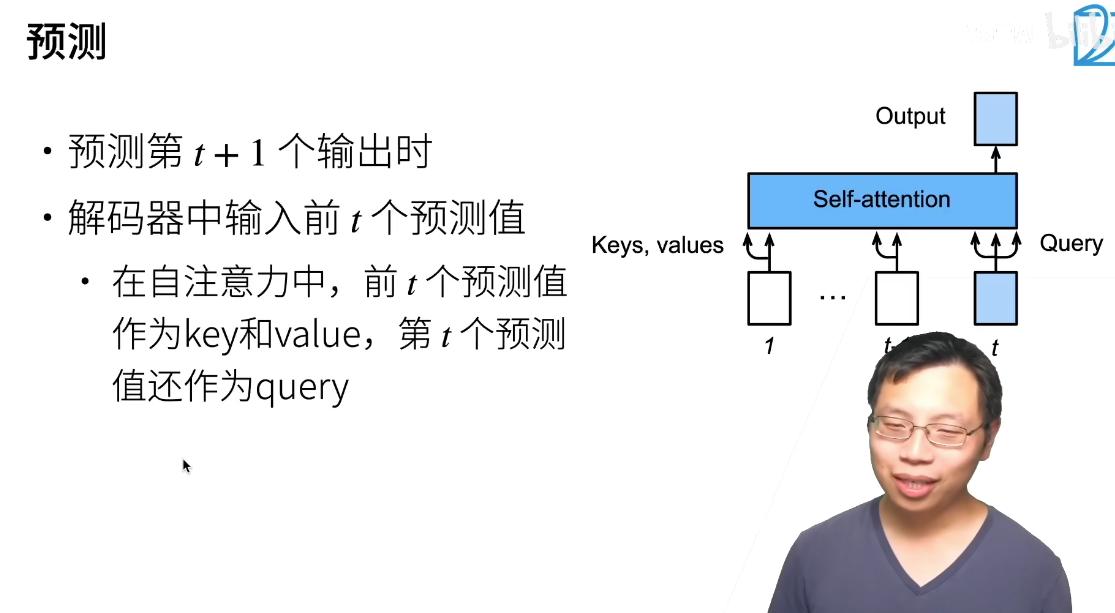 预测
• 预测第 t + 1 个输出时
• 解码器中输入前 t 个预测值
• 在自注意力中，前 t 个预测值
作为key和value，第 t 个预测
值还作为query
Output
Self-attention
Keys, values
Query
...
1
t